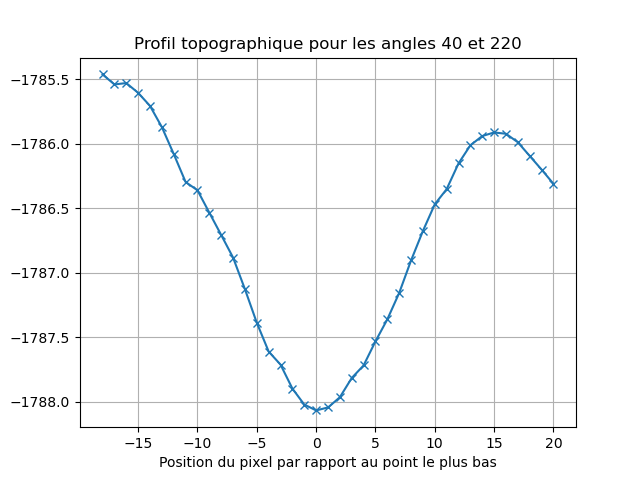 Profil topographique pour les angles 40 et 220
−1785.5
−1786.0
−1786.5
−1787.0
−1787.5
−1788.0
−15 −10 −5 0 5 10 15 20
Position du pixel par rapport au point le plus bas